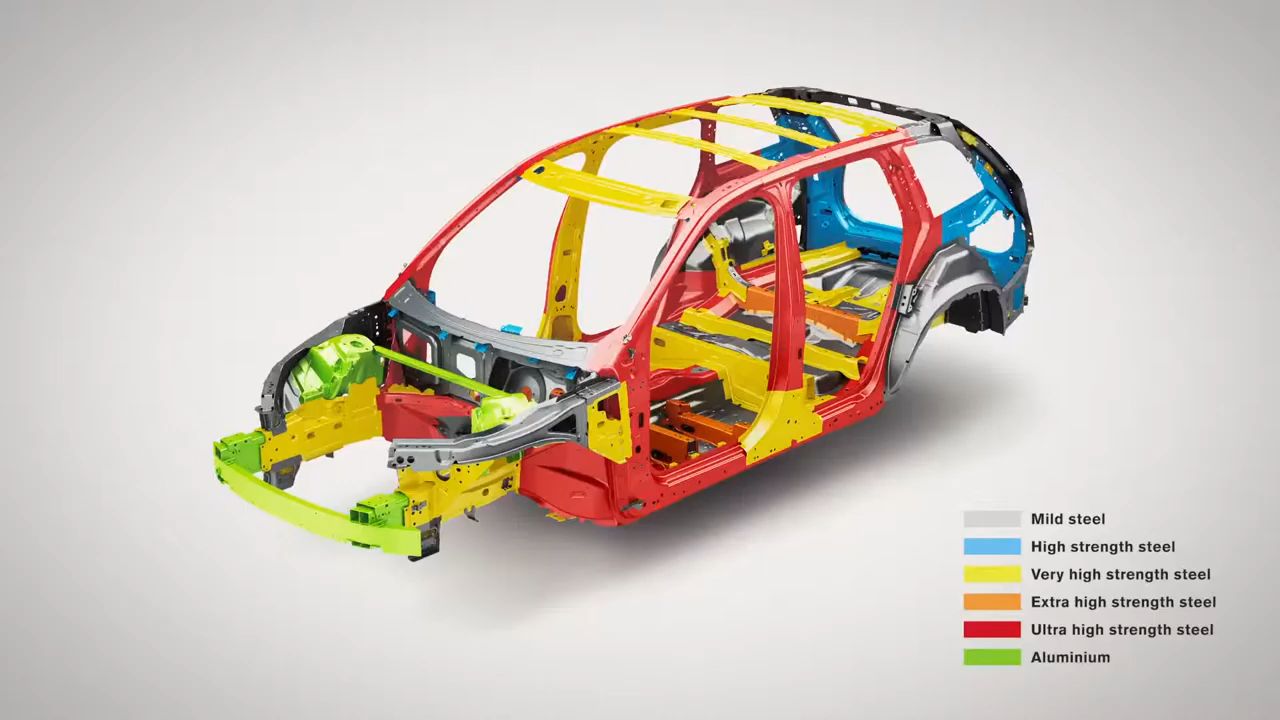 Mild steel
High strength steel
Very high strength steel
Extra high strength steel
Ultra high strength steel
Aluminium